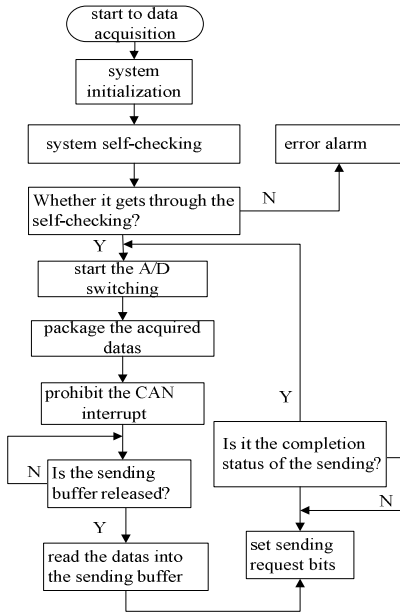 start to data
acquisition
system
initialization
system self-checking
error alarm
Whether it gets through the
self-checking?
N
Y
start the A/D
switching
package the acquired
datas
prohibit the CAN
interrupt
Y
Is it the completion
status of the sending?
N
Is the sending
buffer released?
N
Y
read the datas into
the sending buffer
set sending
request bits